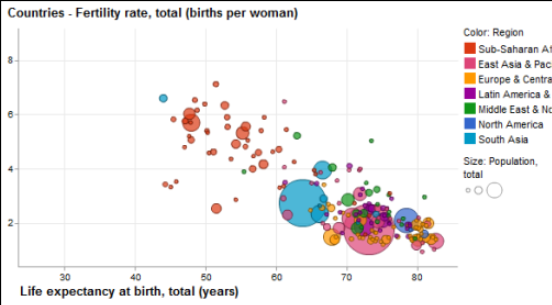 Countries - Fertility rate, total (births per woman)
8
6
4
2
30 40 50 60 70 80
Life expectancy at birth, total (years)
Color: Region
Sub-Saharan Af
East Asia & Pac
Europe & Centra
Latin America &
Middle East & No
North America
South Asia
Size: Population,
total